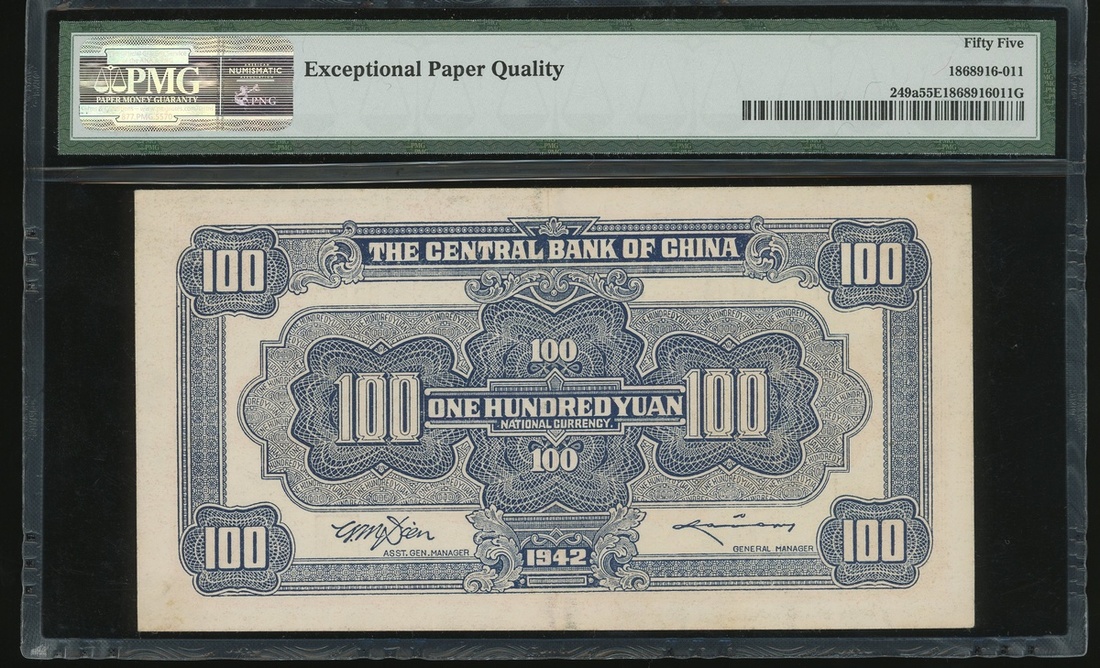 PMG
PAPER MONEY GUARANTY
NUMISMATIC
PNG
Exceptional Paper Quality
Fifty Five
1868916-011
249a55E1868916011G
THE CENTRAL BANK OF CHINA
100
100
100
100
100
ONE HUNDRED YUAN
NATIONAL CURRENCY.
100
100
100
ASST. GEN. MANAGER
1942
GENERAL MANAGER